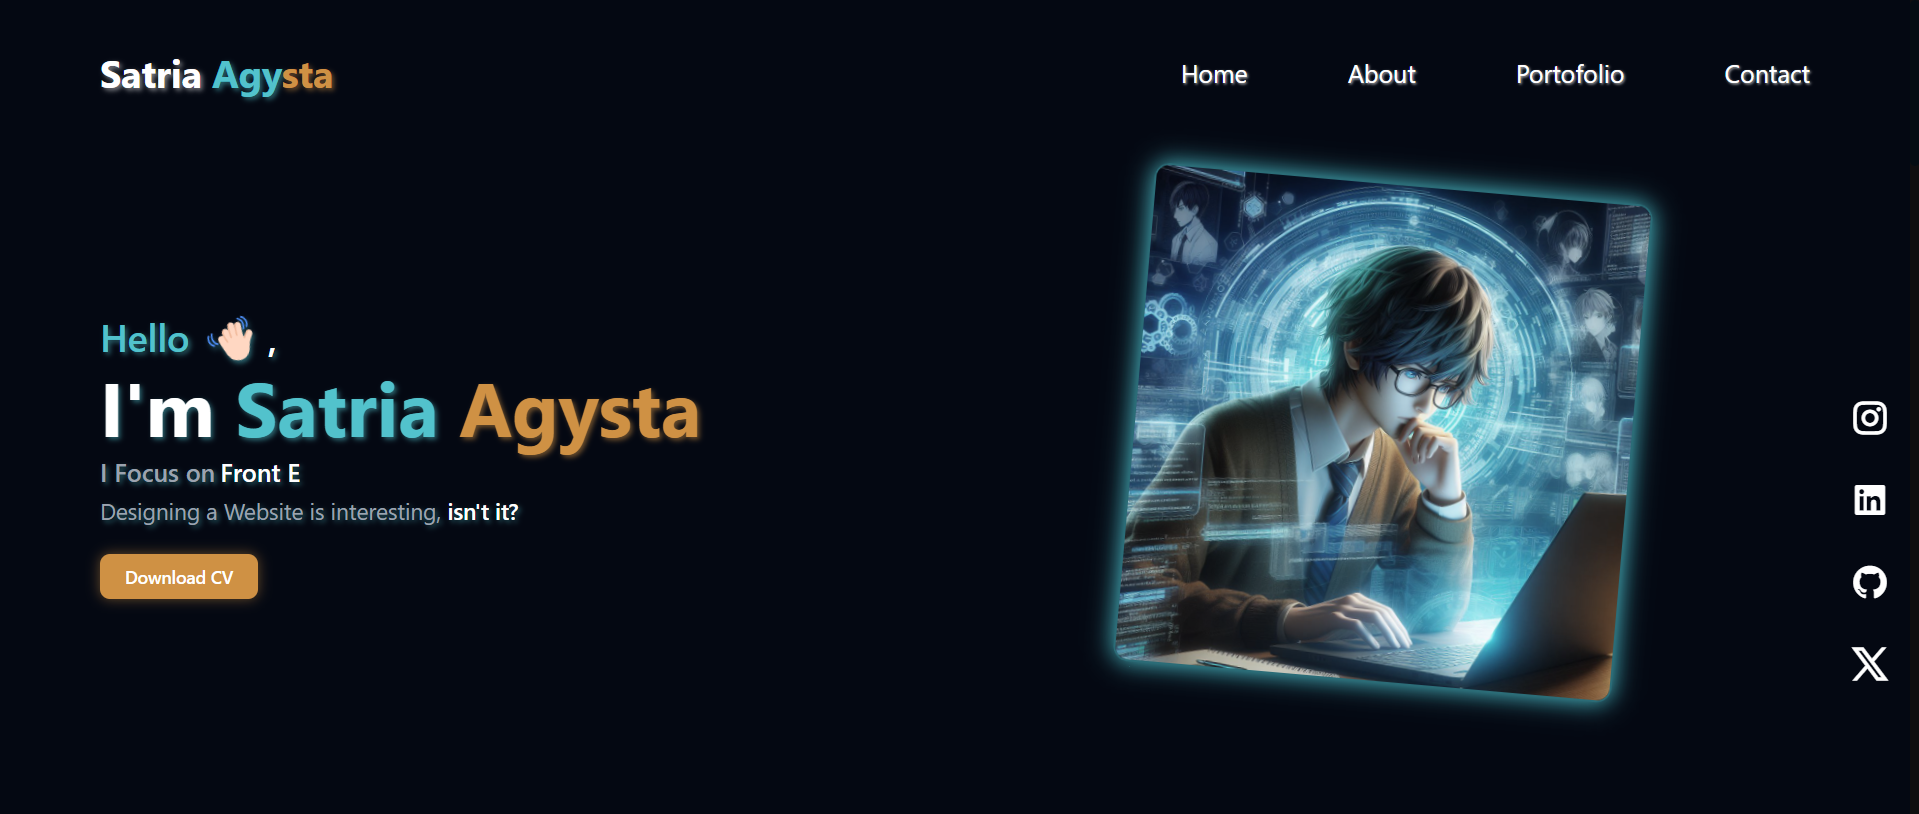 Satria Agysta
Home About Portofolio Contact
Hello 👋🏻 ,
I'm Satria Agysta
I Focus on Front E
Designing a Website is interesting, isn't it?
Download CV